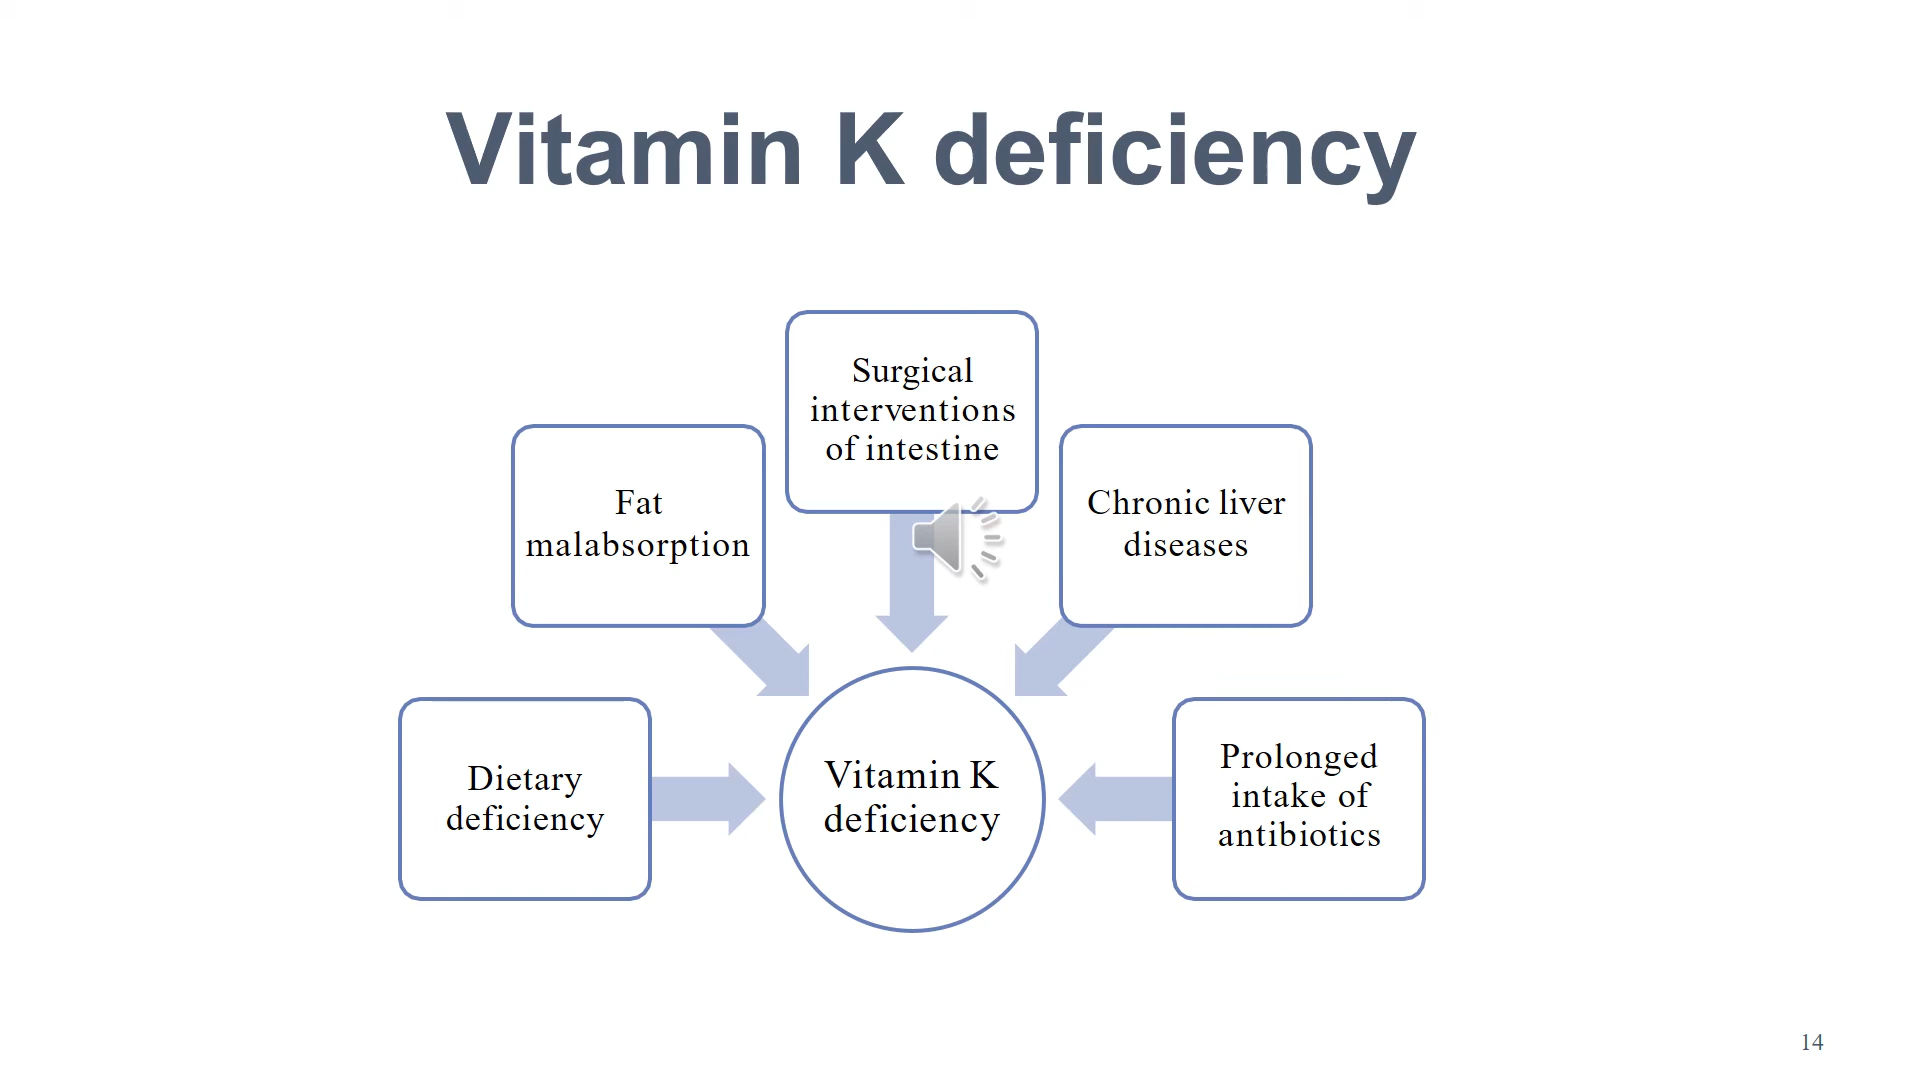 Vitamin K deficiency
Surgical
interventions
of intestine
Fat
malabsorption
Chronic liver
diseases
Dietary
deficiency
Vitamin K
deficiency
Prolonged
intake of
antibiotics
14